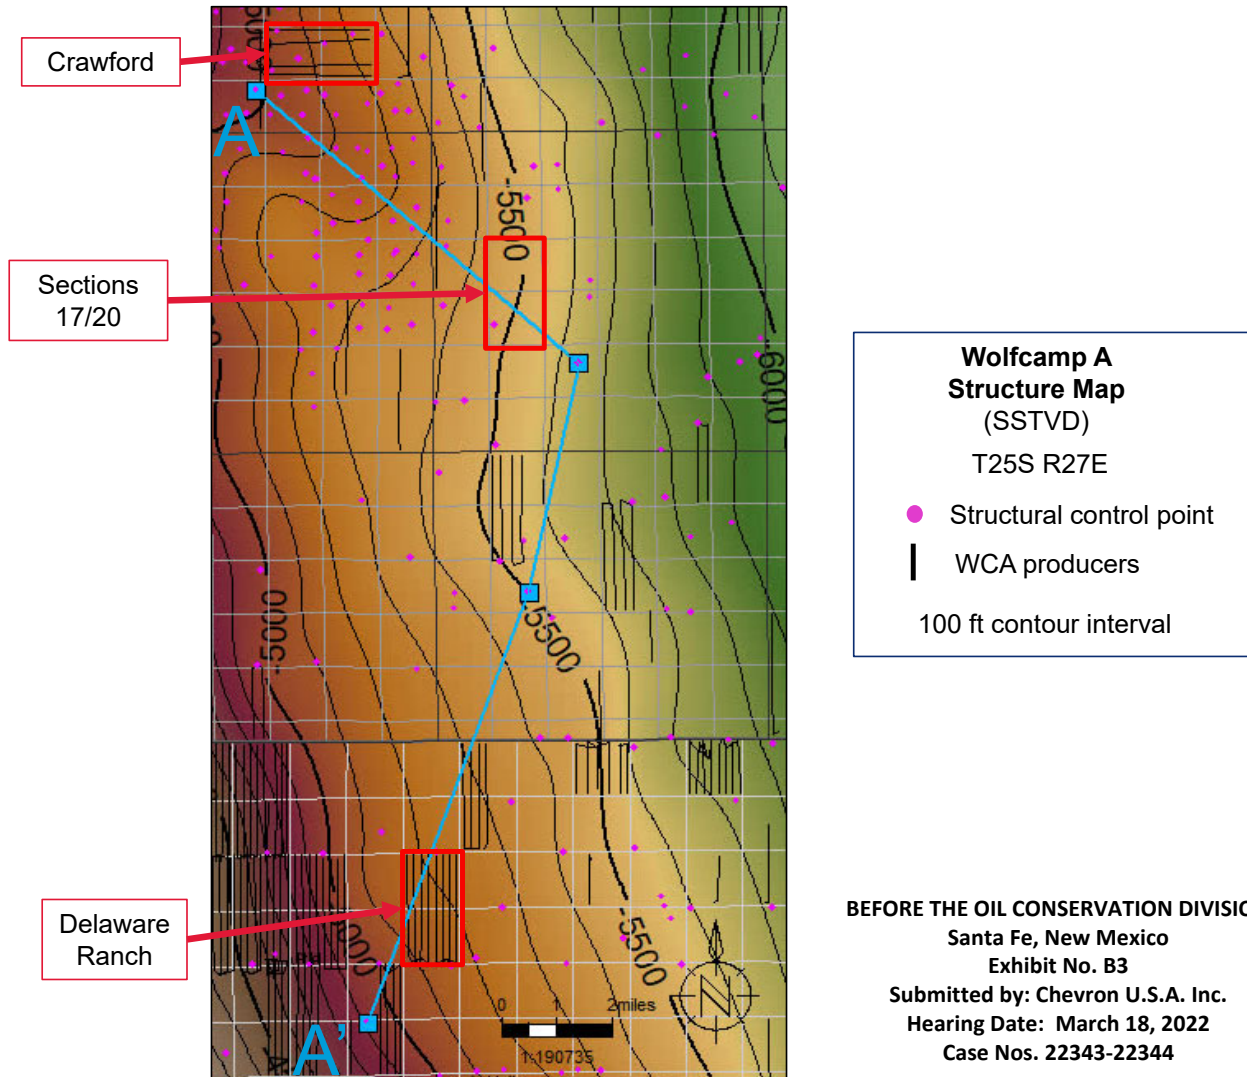 Crawford
A
Sections
17/20
-5500
-6000
-5000
-5500
Delaware
Ranch
-5500
A'
0 1 2miles
1:190735
N
Wolfcamp A
Structure Map
(SSTVD)
T25S R27E
Structural control point
WCA producers
100 ft contour interval
BEFORE THE OIL CONSERVATION DIVISIO
Santa Fe, New Mexico
Exhibit No. B3
Submitted by: Chevron U.S.A. Inc.
Hearing Date: March 18, 2022
Case Nos. 22343-22344